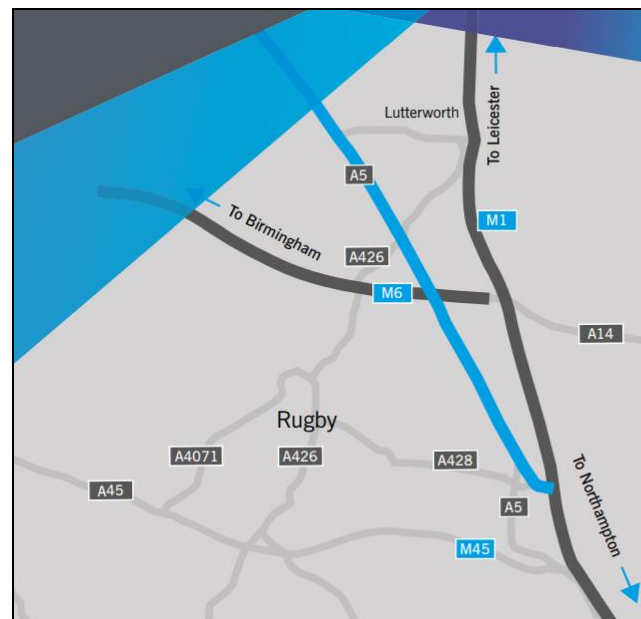 Lutterworth
To Leicester
A5
To Birmingham
M1
A426
M6
A14
Rugby
A4071
A426
A428
A45
A5
To Northampton
M45